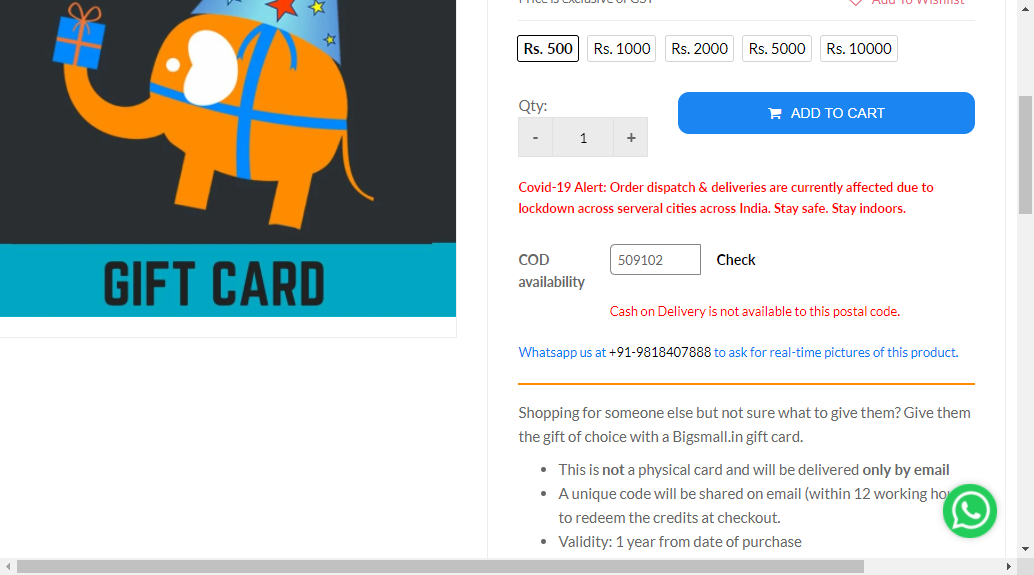 Price is Exclusive of GST
Add To Wishlist
Rs. 500 Rs. 1000 Rs. 2000 Rs. 5000 Rs. 10000
Qty:
- 1 +
ADD TO CART
Covid-19 Alert: Order dispatch & deliveries are currently affected due to
lockdown across serveral cities across India. Stay safe. Stay indoors.
COD
availability
509102
Check
Cash on Delivery is not available to this postal code.
Whatsapp us at +91-9818407888 to ask for real-time pictures of this product.
GIFT CARD
Shopping for someone else but not sure what to give them? Give them
the gift of choice with a Bigsmall.in gift card.
• This is not a physical card and will be delivered only by email
• A unique code will be shared on email (within 12 working
to redeem the credits at checkout.
• Validity: 1 year from date of purchase